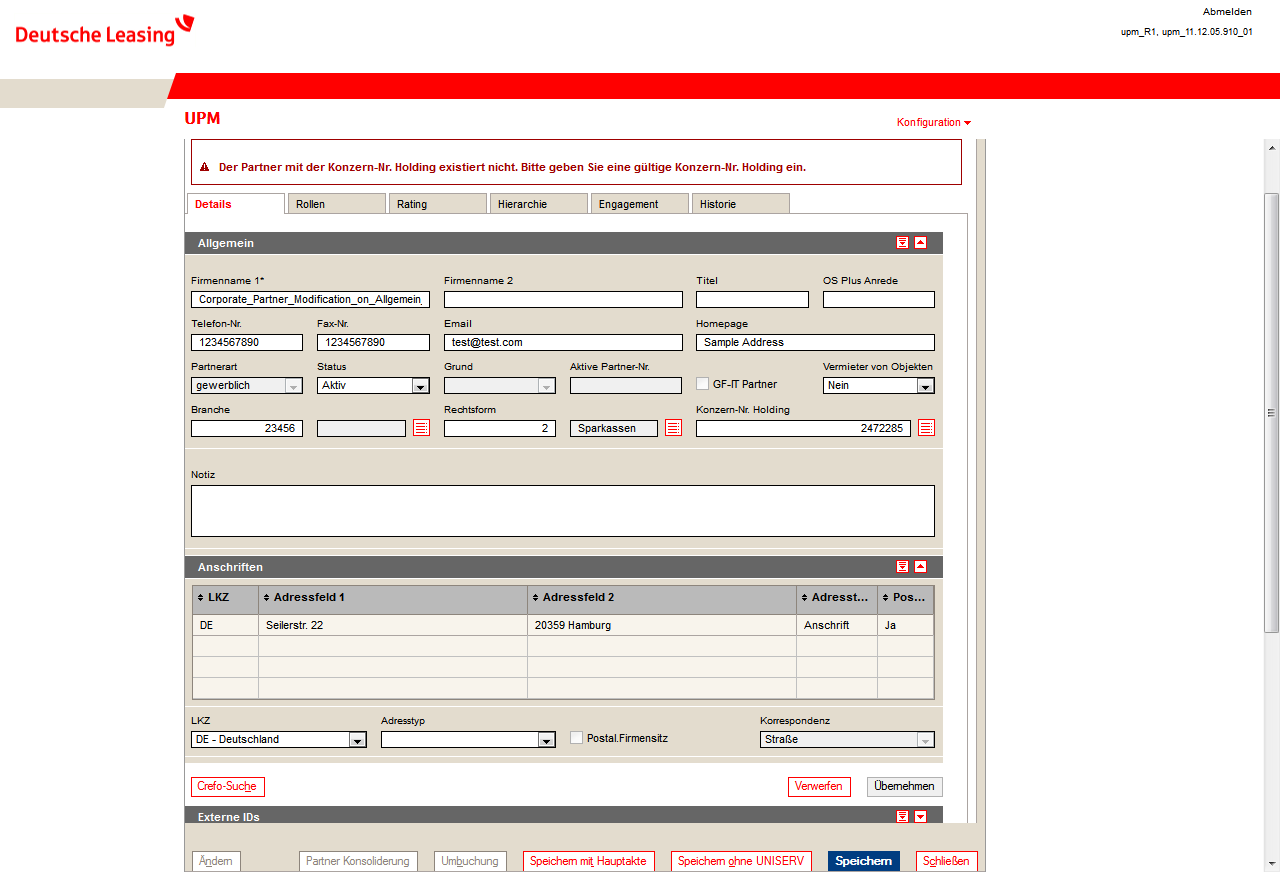 Abmelden
Deutsche Leasing
upm_R1, upm_11.12.05.910_01
UPM
Konfiguration
Der Partner mit der Konzern-Nr. Holding existiert nicht. Bitte geben Sie eine gültige Konzern-Nr. Holding ein.
Details Rollen Rating Hierarchie Engagement Historie
Allgemein
Firmenname 1* Firmenname 2 Titel OS Plus Anrede
Corporate_Partner_Modification_on_Allgemein_
Telefon-Nr. Fax-Nr. Email Homepage
1234567890 1234567890 test@test.com Sample Address
Partnerart Status Grund Aktive Partner-Nr. Vermieter von Objekten
gewerblich Aktiv GF-IT Partner Nein
Branche Rechtsform Konzern-Nr. Holding
23456 2 Sparkassen 2472285
Notiz
Anschriften
LKZ Adressfeld 1 Adressfeld 2 Adresst... Pos...
DE Seilerstr. 22 20359 Hamburg Anschrift Ja
LKZ Adresstyp Korrespondenz
DE - Deutschland Postal.Firmensitz Straße
Crefo-Suche Verwerfen Übernehmen
Externe IDs
Ändern Partner Konsolidierung Umbuchung Speichern mit Hauptakte Speichern ohne UNISERV Speichern Schließen